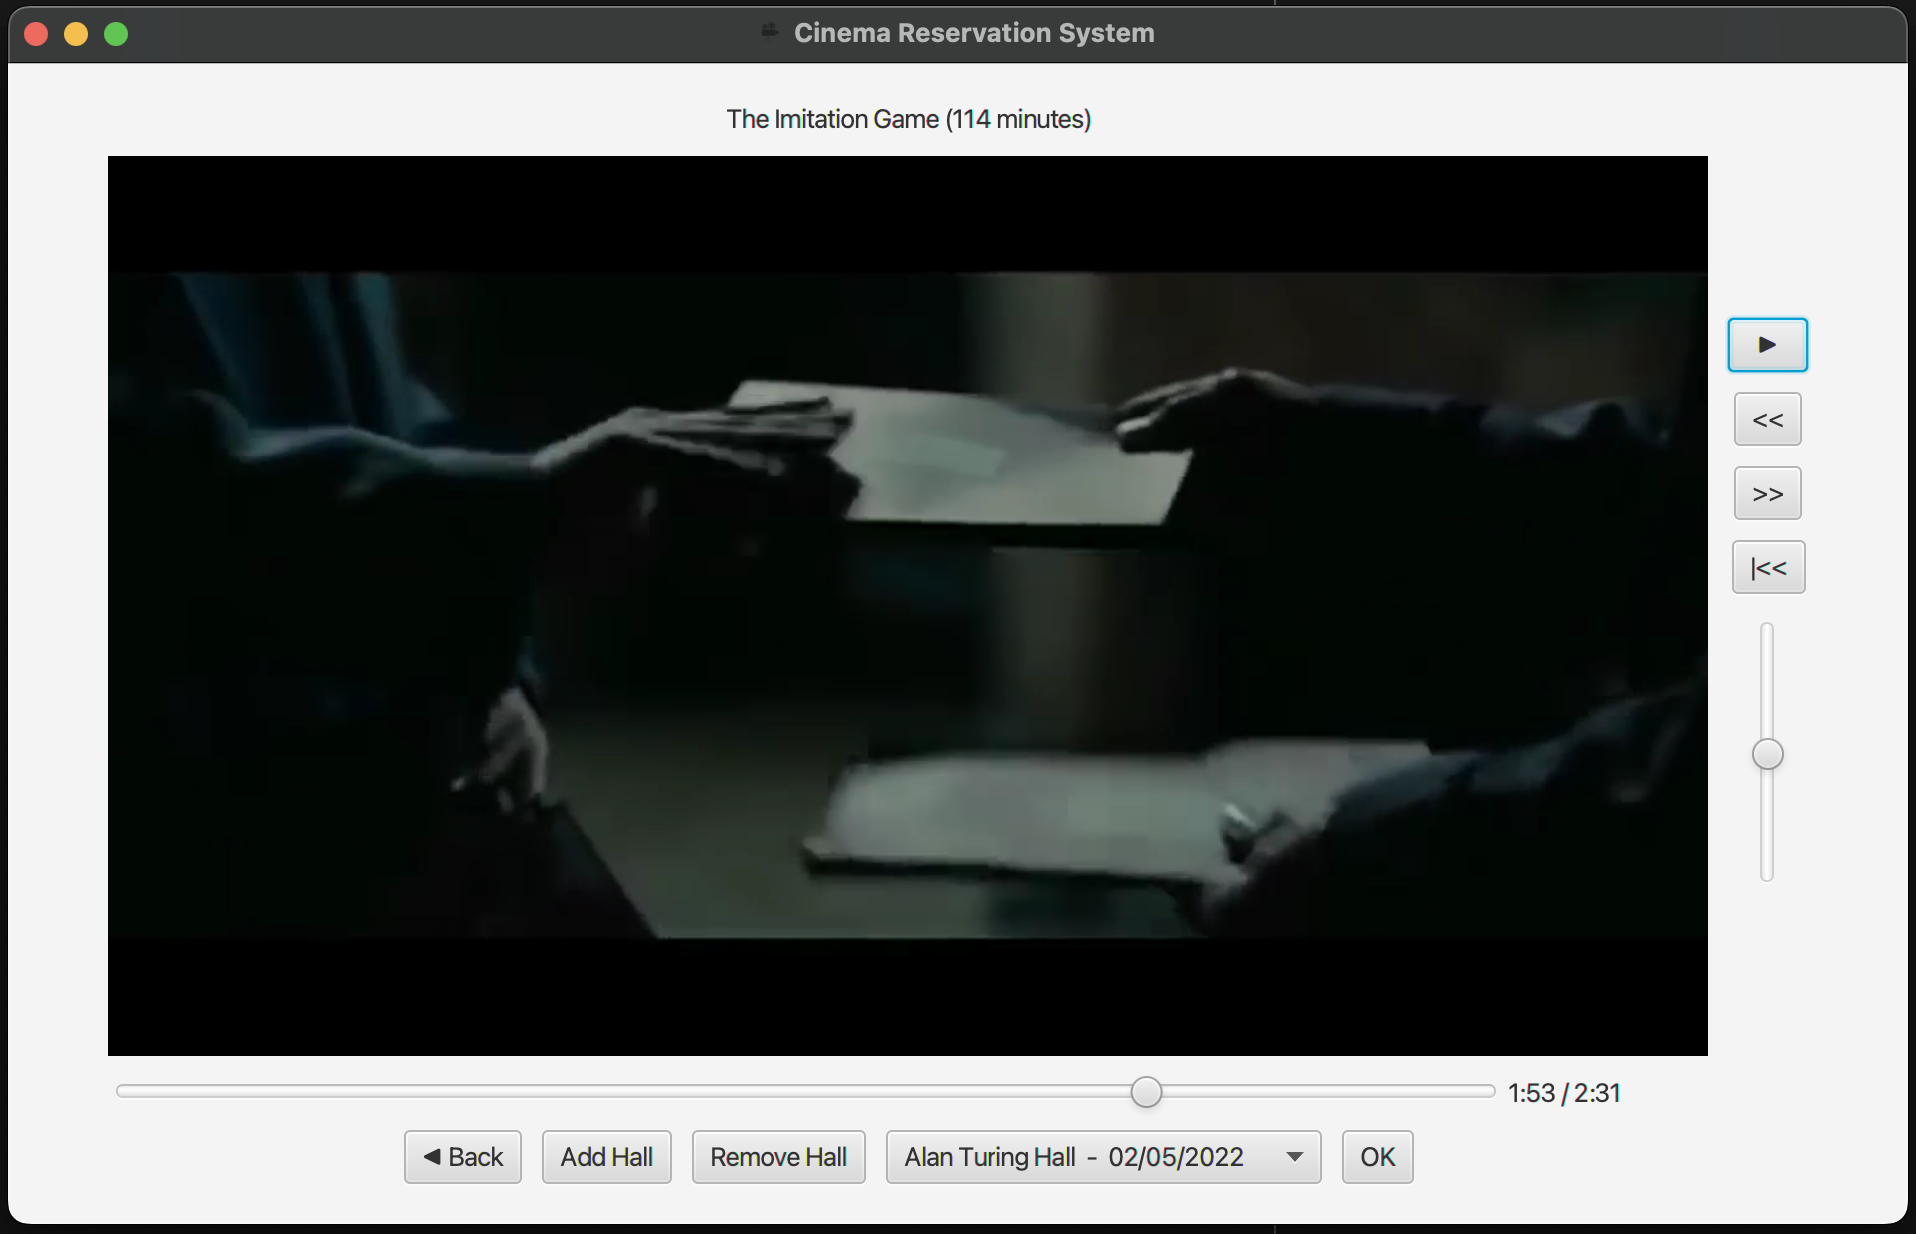 Cinema Reservation System
The Imitation Game (114 minutes)
▶
<<
>>
|<<
1:53 / 2:31
◀ Back
Add Hall
Remove Hall
Alan Turing Hall - 02/05/2022
OK